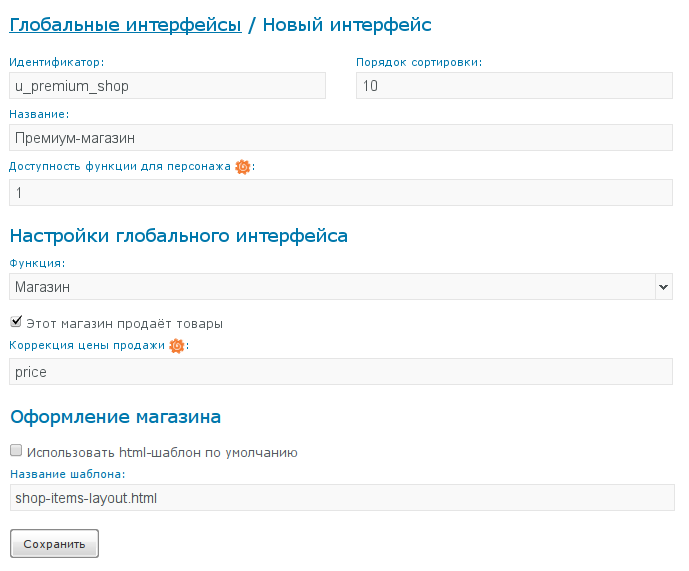 Глобальные интерфейсы / Новый интерфейс
Идентификатор: Порядок сортировки:
u_premium_shop 10
Название:
Премиум-магазин
Доступность функции для персонажа :
1
Настройки глобального интерфейса
Функция:
Магазин
Этот магазин продаёт товары
Коррекция цены продажи :
price
Оформление магазина
Использовать html-шаблон по умолчанию
Название шаблона:
shop-items-layout.html
Сохранить